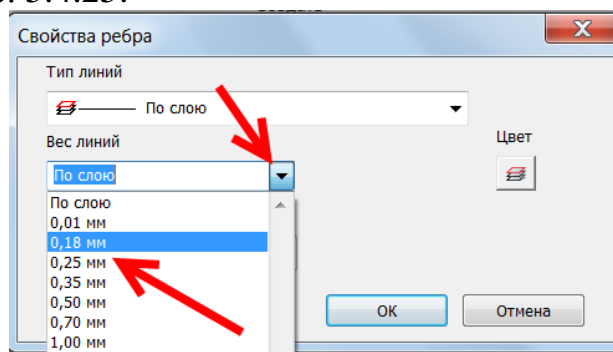 Свойства ребра
X
Тип линий
По слою
Вес линий
Цвет
По слою
По слою
0,01 мм
0,18 мм
0,25 мм
0,35 мм
0,50 мм
0,70 мм
1,00 мм
OK
Отмена